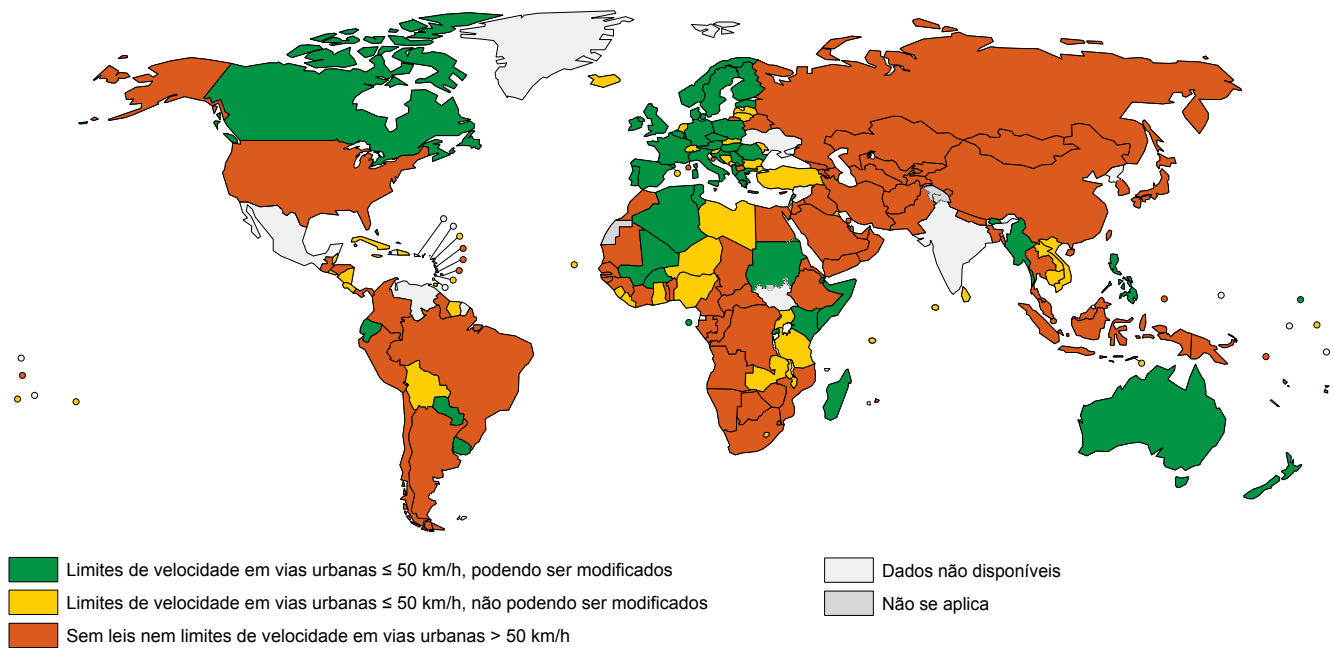 Limites de velocidade em vias urbanas ≤ 50 km/h, podendo ser modificados
Limites de velocidade em vias urbanas ≤ 50 km/h, não podendo ser modificados
Sem leis nem limites de velocidade em vias urbanas > 50 km/h
Dados não disponíveis
Não se aplica